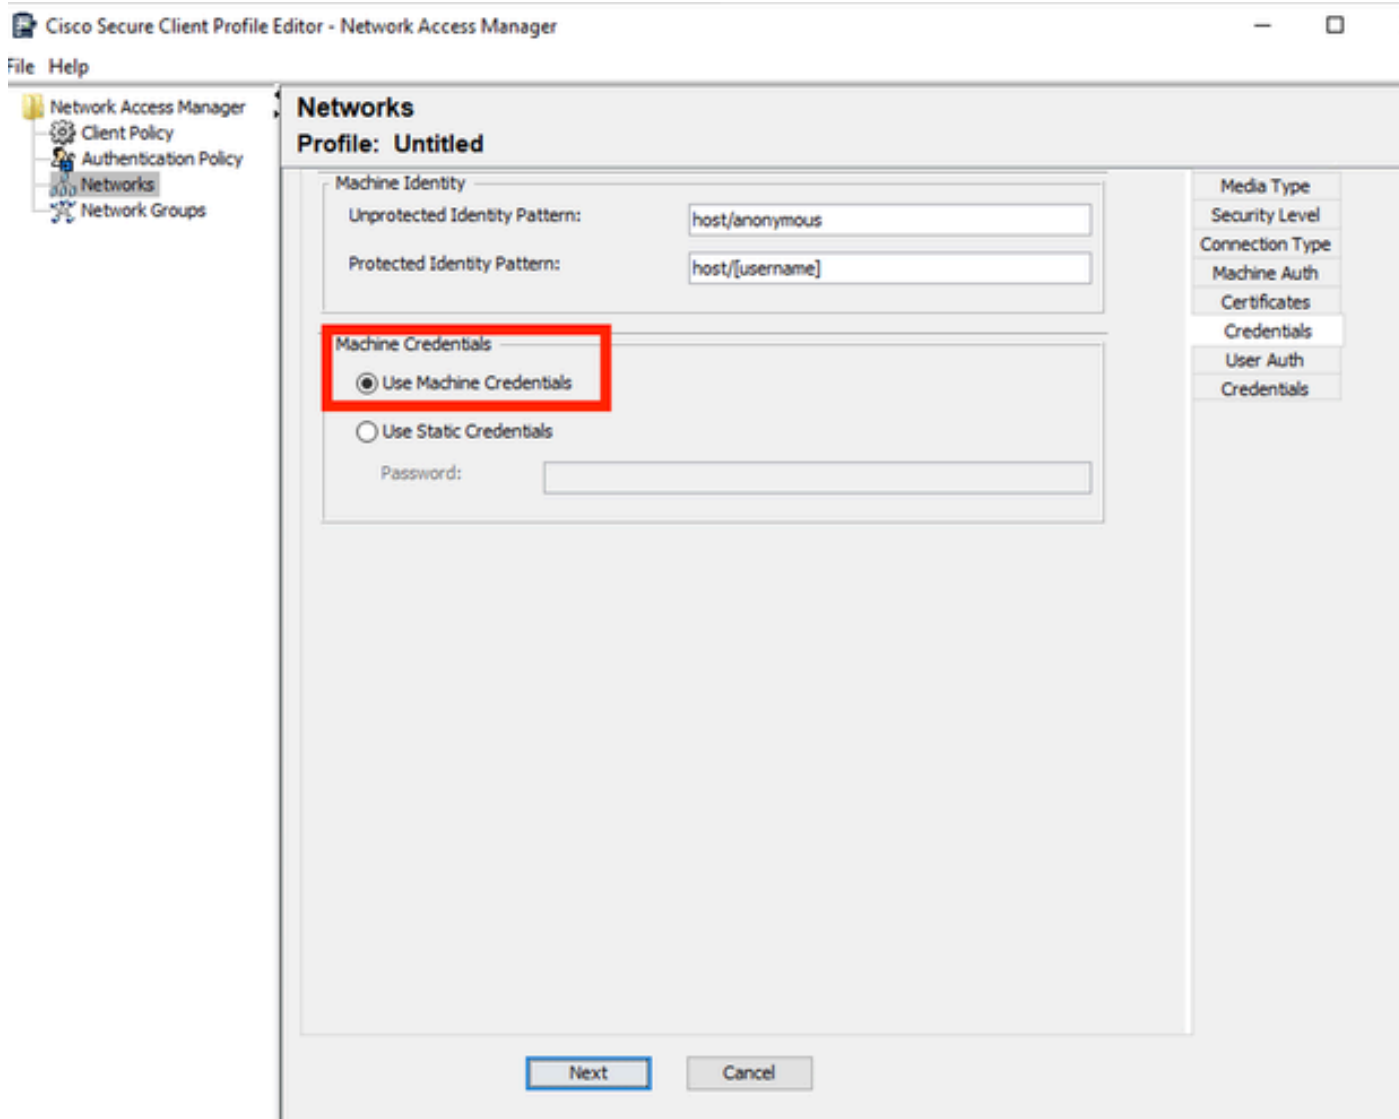 Cisco Secure Client Profile Editor - Network Access Manager
File Help
Network Access Manager
Client Policy
Authentication Policy
Networks
Network Groups
Networks
Profile: Untitled
Machine Identity
Unprotected Identity Pattern: host/anonymous
Protected Identity Pattern: host/[username]
Machine Credentials
Use Machine Credentials
Use Static Credentials
Password:
Media Type
Security Level
Connection Type
Machine Auth
Certificates
Credentials
User Auth
Credentials
Next Cancel